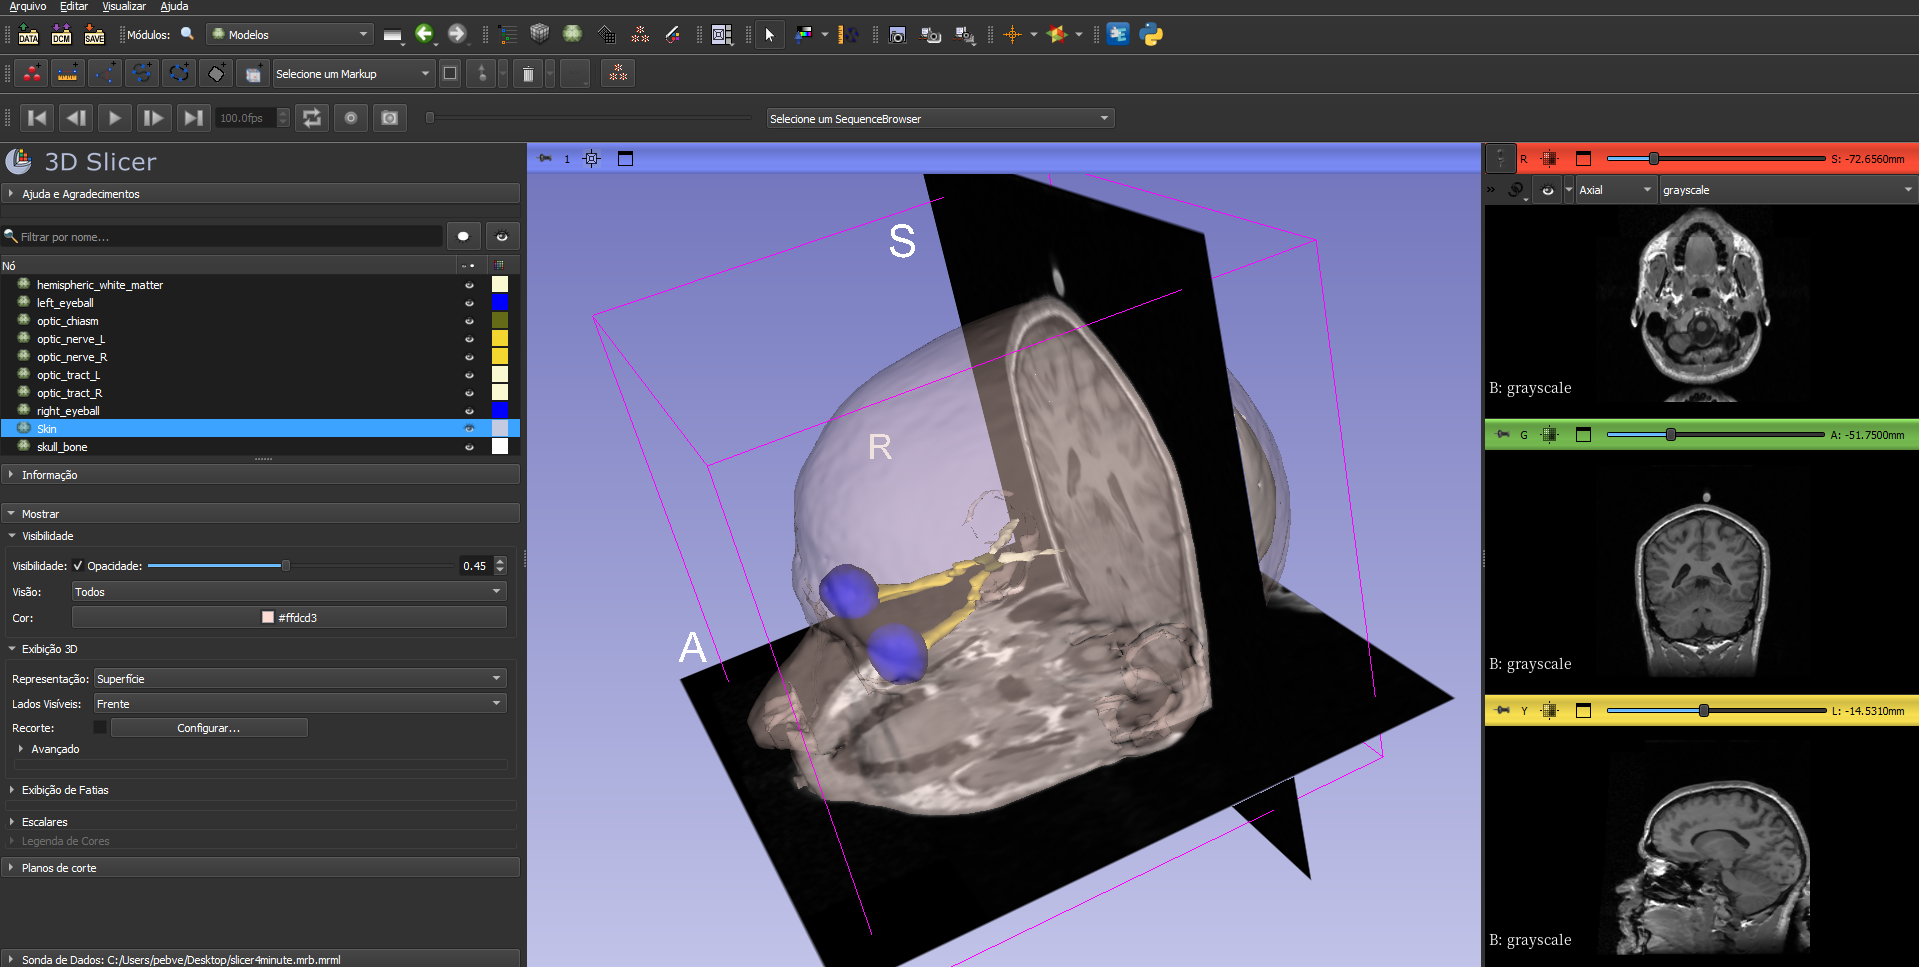 Arquivo Editar Visualizar Ajuda
DATA DCM SAVE Módulos: Modelos
Selecione um Markup
100.0fps Selecione um SequenceBrowser
3D Slicer
Ajuda e Agradecimentos
Filtrar por nome...
Nó
hemispheric_white_matter
left_eyeball
optic_chiasm
optic_nerve_L
optic_nerve_R
optic_tract_L
optic_tract_R
right_eyeball
Skin
skull_bone
Informação
Mostrar
Visibilidade
Visibilidade: Opacidade: 0.45
Visão: Todos
Cor: #ffdcd3
Exibição 3D
Representação: Superfície
Lados Visíveis: Frente
Recorte: Configurar...
Avançado
Exibição de Fatias
Escalares
Legenda de Cores
Planos de corte
Sonda de Dados: C:/Users/pebve/Desktop/slicer4minute.mrb.mrml
1
S
R
A
R S: -72.6560mm
Axial grayscale
B: grayscale
G A: -51.7500mm
B: grayscale
Y L: -14.5310mm
B: grayscale